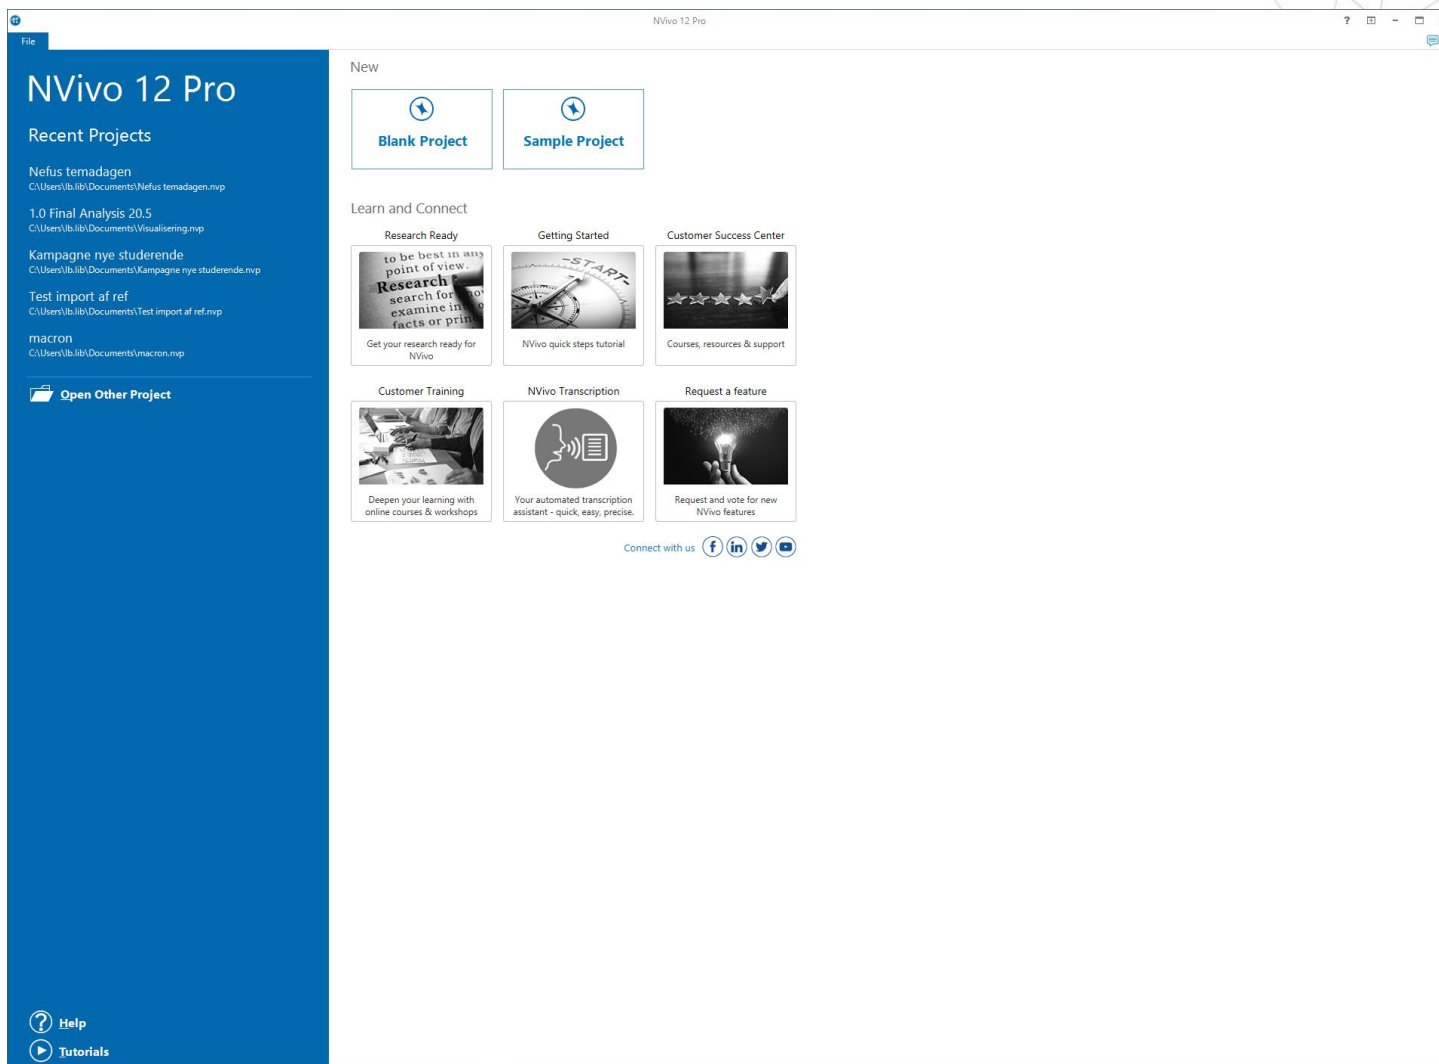 NVivo 12 Pro
File
NVivo 12 Pro
Recent Projects
Nefus temadagen
C:\Users\lb.lib\Documents\Nefus temadagen.nvp
1.0 Final Analysis 20.5
C:\Users\lb.lib\Documents\Visualisering.nvp
Kampagne nye studerende
C:\Users\lb.lib\Documents\Kampagne nye studerende.nvp
Test import af ref
C:\Users\lb.lib\Documents\Test import af ref.nvp
macron
C:\Users\lb.lib\Documents\macron.nvp
Open Other Project
Help
Tutorials
New
Blank Project
Sample Project
Learn and Connect
Research Ready
to be best in any
point of view.
Research
search for
examine
facts or
Get your research ready for
NVivo
Getting Started
-START-
NVivo quick steps tutorial
Customer Success Center
Courses, resources & support
Customer Training
Deepen your learning with
online courses & workshops
NVivo Transcription
Your automated transcription
assistant - quick, easy, precise.
Request a feature
Request and vote for new
NVivo features
Connect with us